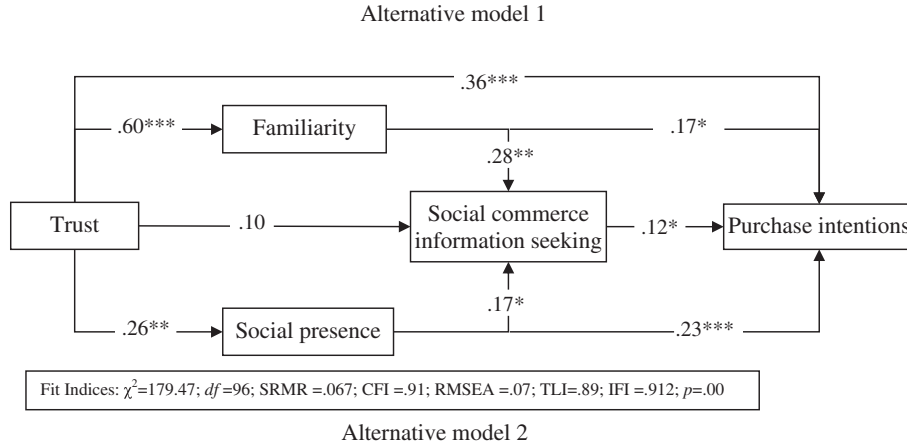 Alternative model 1
.36***
.60***
Familiarity
.17*
.28**
Trust
.10
Social commerce
information seeking
.12*
Purchase intentions
.17*
.26**
Social presence
.23***
Fit Indices: χ²=179.47; df =96; SRMR =.067; CFI =.91; RMSEA =.07; TLI=.89; IFI =.912; p=.00
Alternative model 2